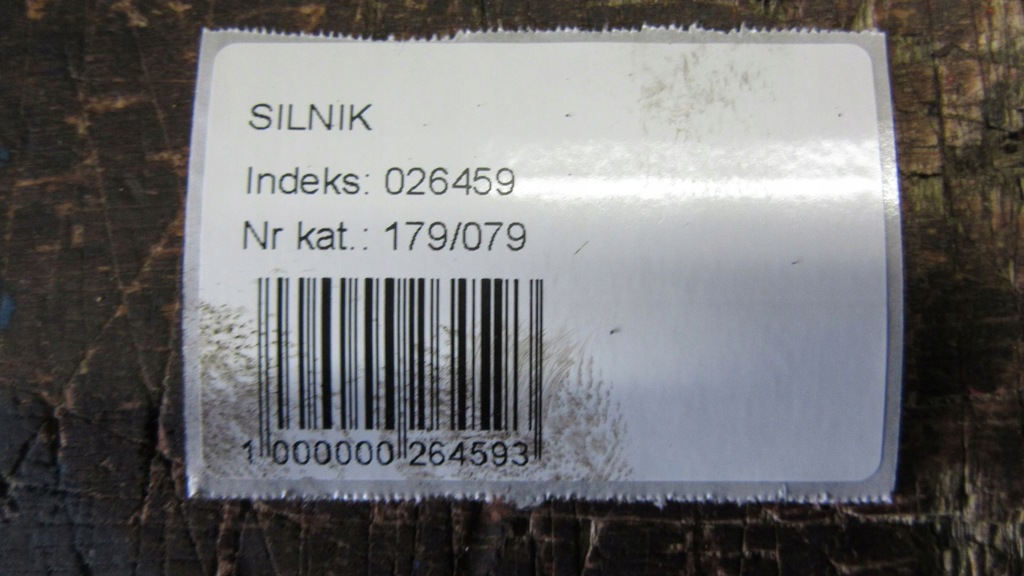 SILNIK
Indeks: 026459
Nr kat.: 179/079
1 000000 264593